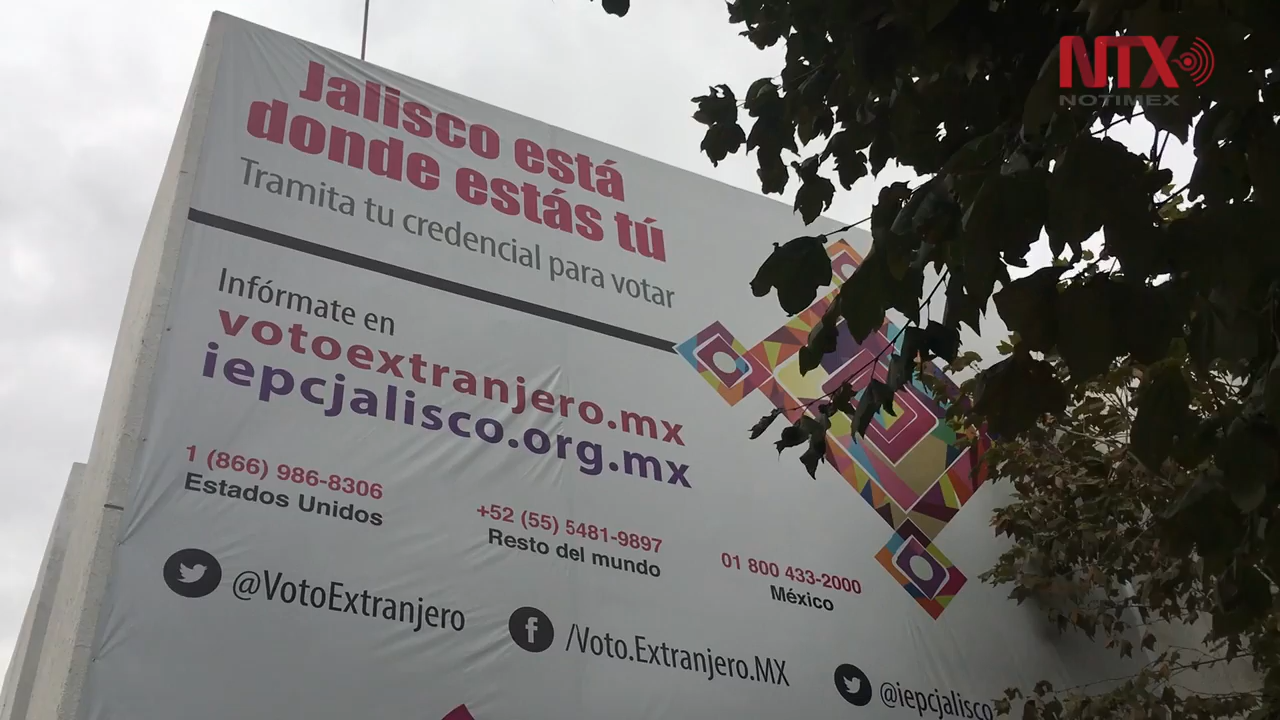 NTX
NOTIMEX
Jalisco está
donde estás tú
Tramita tu credencial para votar
Infórmate en
votoextranjero.mx
iepcjalisco.org.mx
1 (866) 986-8306
Estados Unidos
+52 (55) 5481-9897
Resto del mundo
01 800 433-2000
México
@VotoExtranjero
/Voto.Extranjero.MX
@iepcjalisco